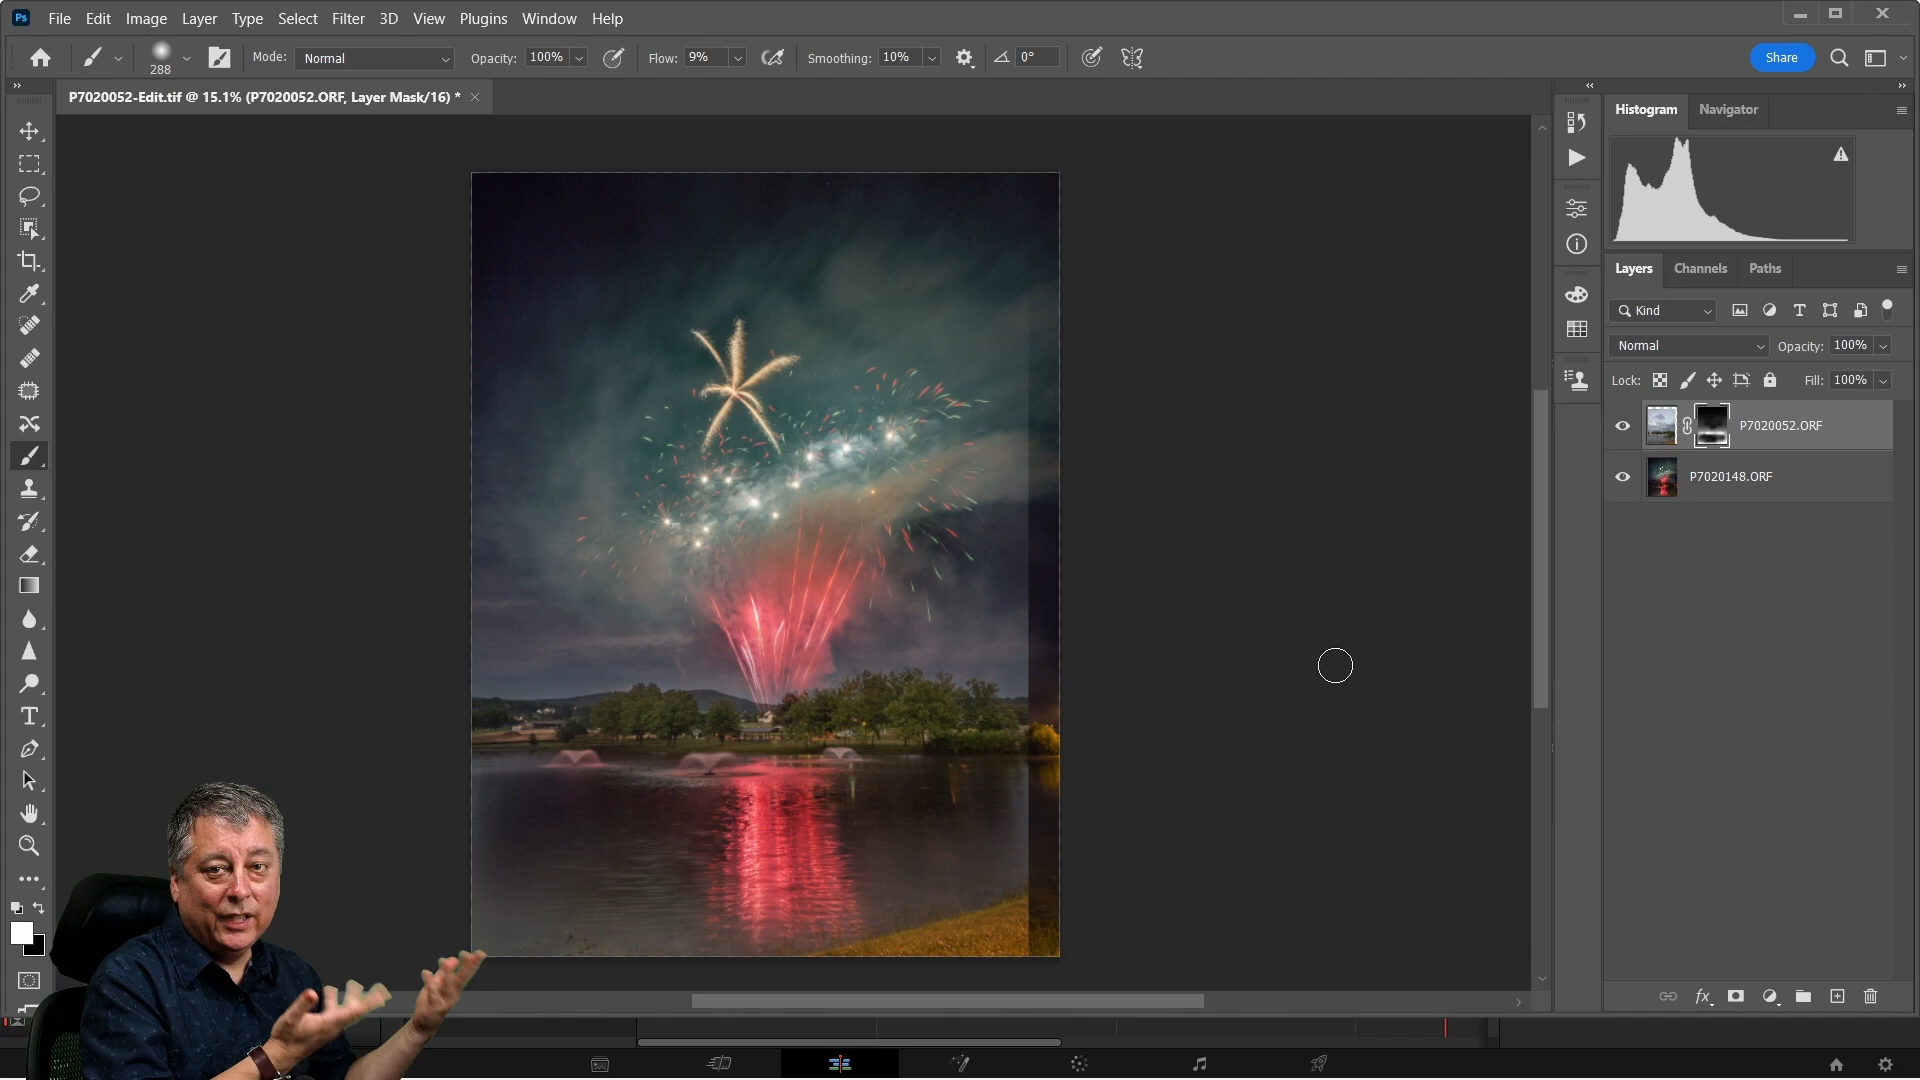 Ps File Edit Image Layer Type Select Filter 3D View Plugins Window Help
288 Mode: Normal Opacity: 100% Flow: 9% Smoothing: 10% 0° Share
P7020052-Edit.tif @ 15.1% (P7020052.ORF, Layer Mask/16) *
Histogram Navigator
Layers Channels Paths
Kind
Normal Opacity: 100%
Lock: Fill: 100%
P7020052.ORF
P7020148.ORF
fx